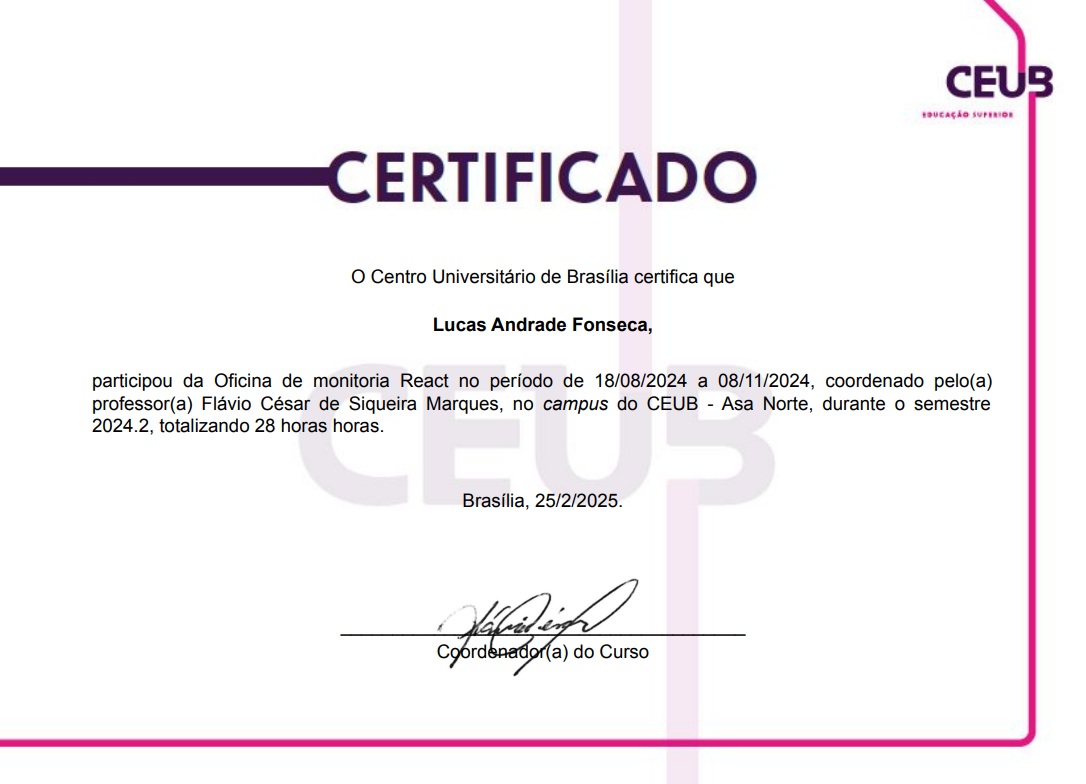 CEUB
EDUCAÇÃO SUPERIOR
CERTIFICADO
O Centro Universitário de Brasília certifica que
Lucas Andrade Fonseca,
participou da Oficina de monitoria React no período de 18/08/2024 a 08/11/2024, coordenado pelo(a)
professor(a) Flávio César de Siqueira Marques, no campus do CEUB - Asa Norte, durante o semestre
2024.2, totalizando 28 horas horas.
CEUB
Brasília, 25/2/2025.
Coordenador(a) do Curso